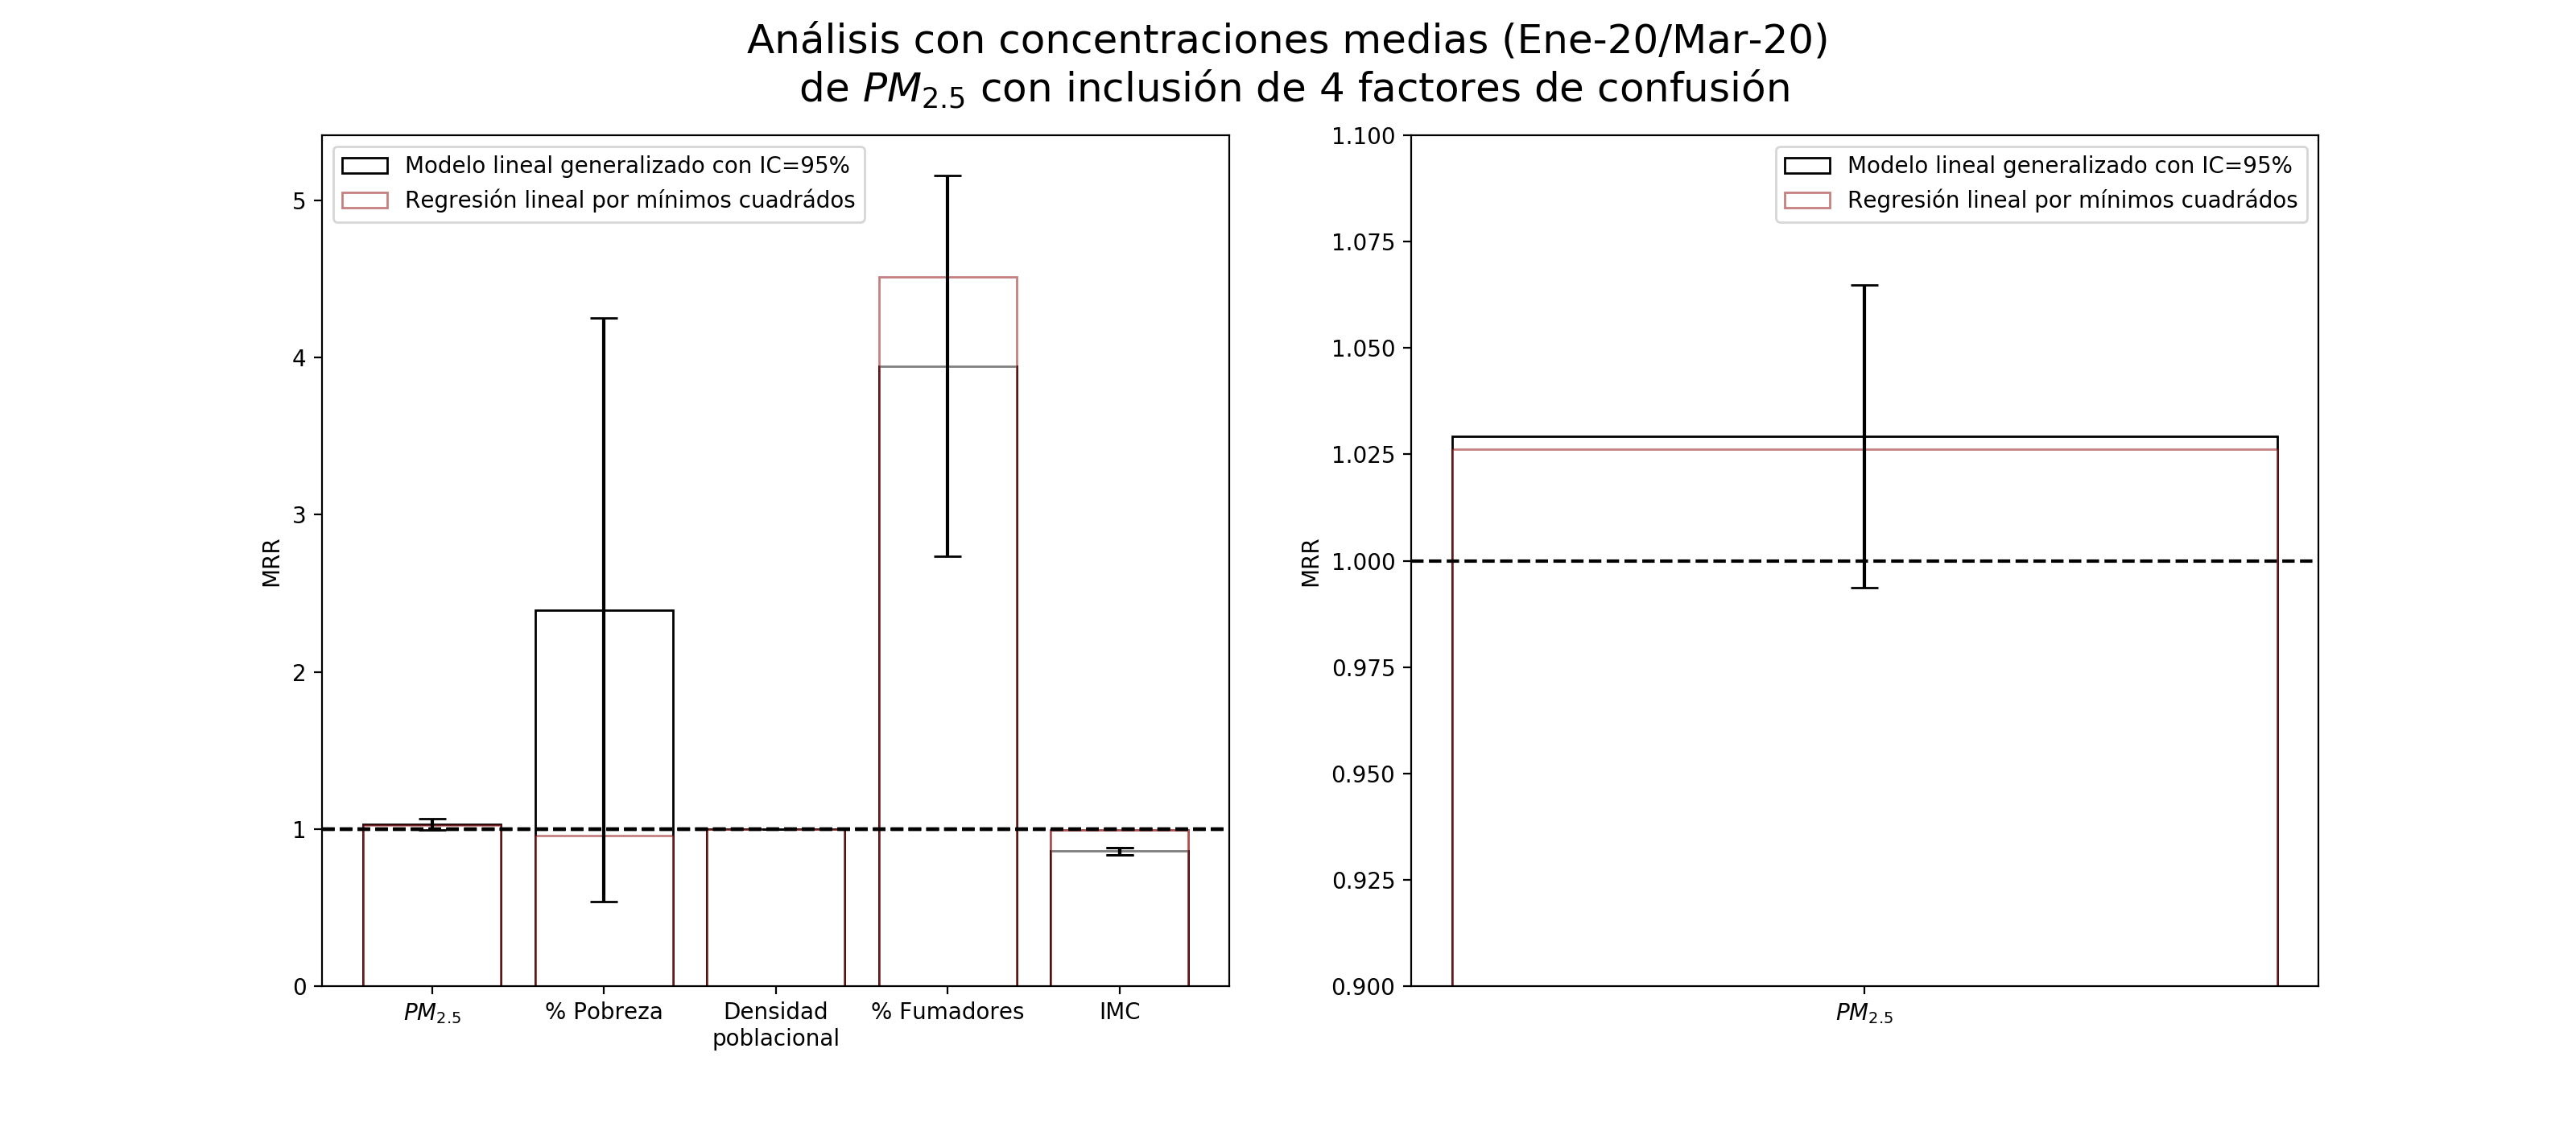 Análisis con concentraciones medias (Ene-20/Mar-20)
de PM2.5 con inclusión de 4 factores de confusión
Modelo lineal generalizado con IC=95%
Regresión lineal por mínimos cuadrádos
MRR
5
4
3
2
1
0
PM2.5
% Pobreza
Densidad
poblacional
% Fumadores
IMC
Modelo lineal generalizado con IC=95%
Regresión lineal por mínimos cuadrádos
MRR
1.100
1.075
1.050
1.025
1.000
0.975
0.950
0.925
0.900
PM2.5